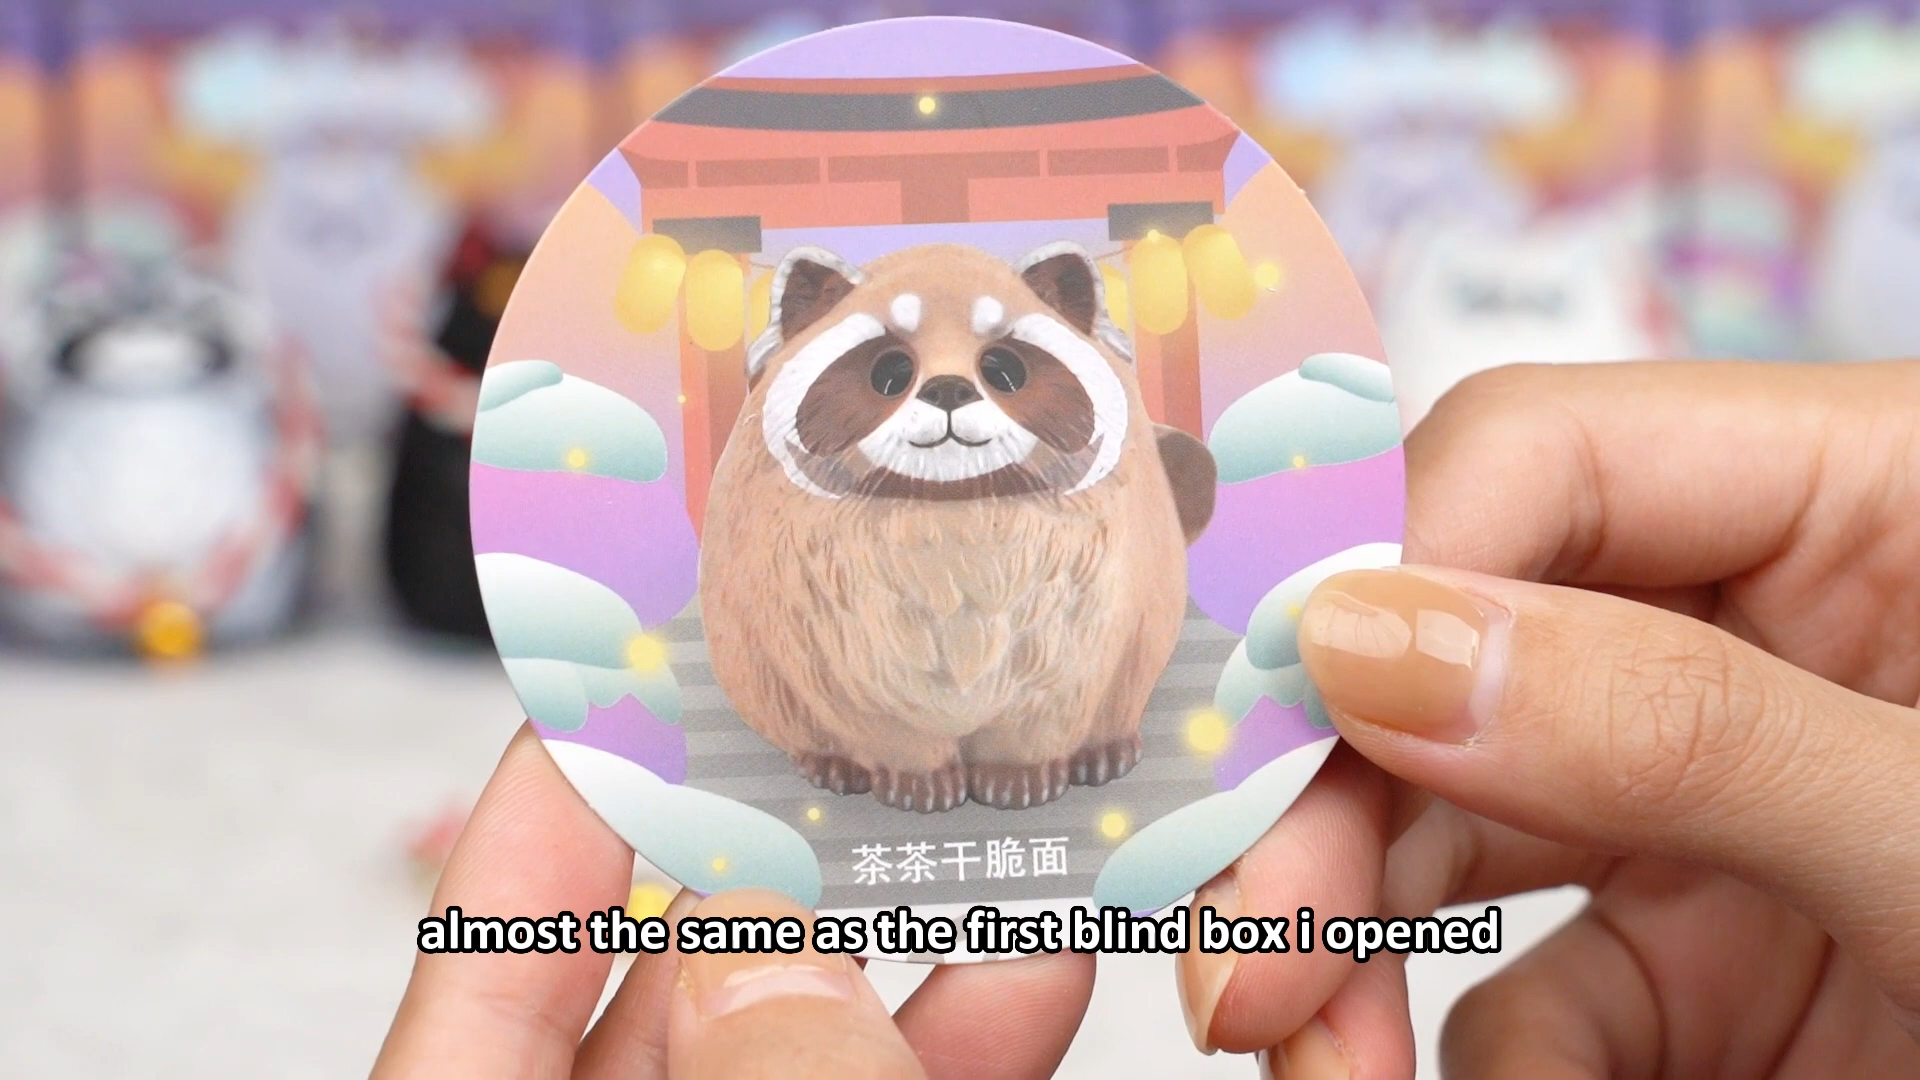 茶茶干脆面
almost the same as the first blind box i opened